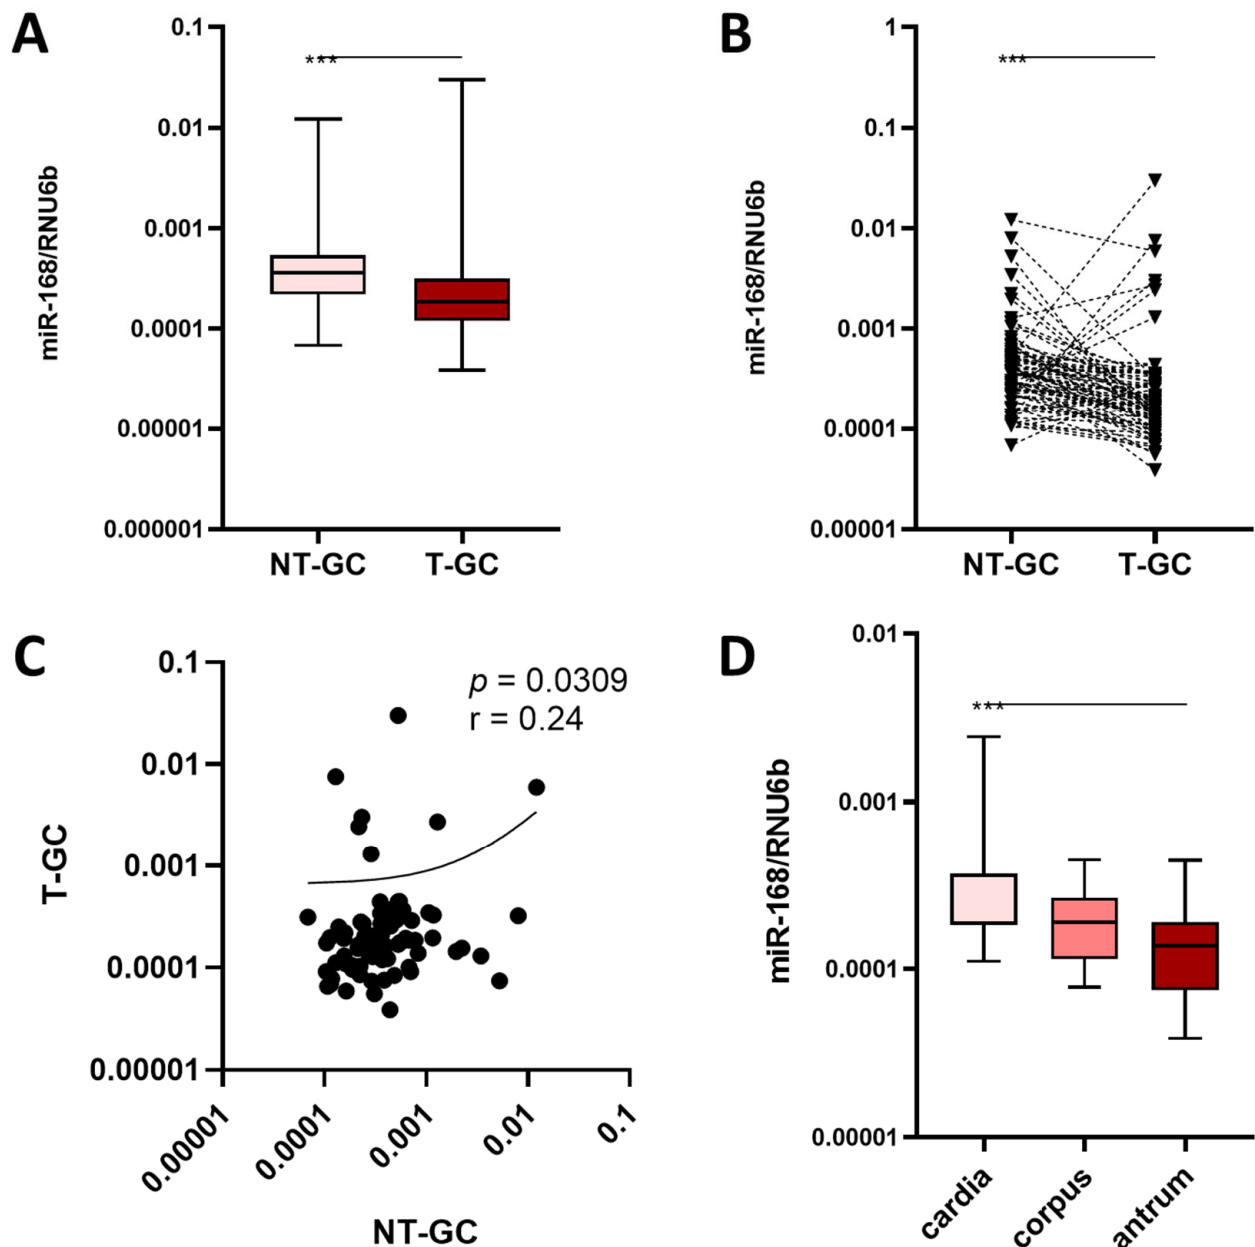 A
0.1
0.01
0.001
0.0001
0.00001
0.000001
miR-168/RNU6b
***
NT-GC
T-GC
B
1
0.1
0.01
0.001
0.0001
0.00001
miR-168/RNU6b
***
NT-GC
T-GC
C
0.1
0.01
0.001
0.0001
0.00001
T-GC
p = 0.0309
r = 0.24
0.00001
0.0001
0.001
0.01
0.1
NT-GC
D
0.01
0.001
0.0001
0.00001
miR-168/RNU6b
***
cardia
corpus
antrum